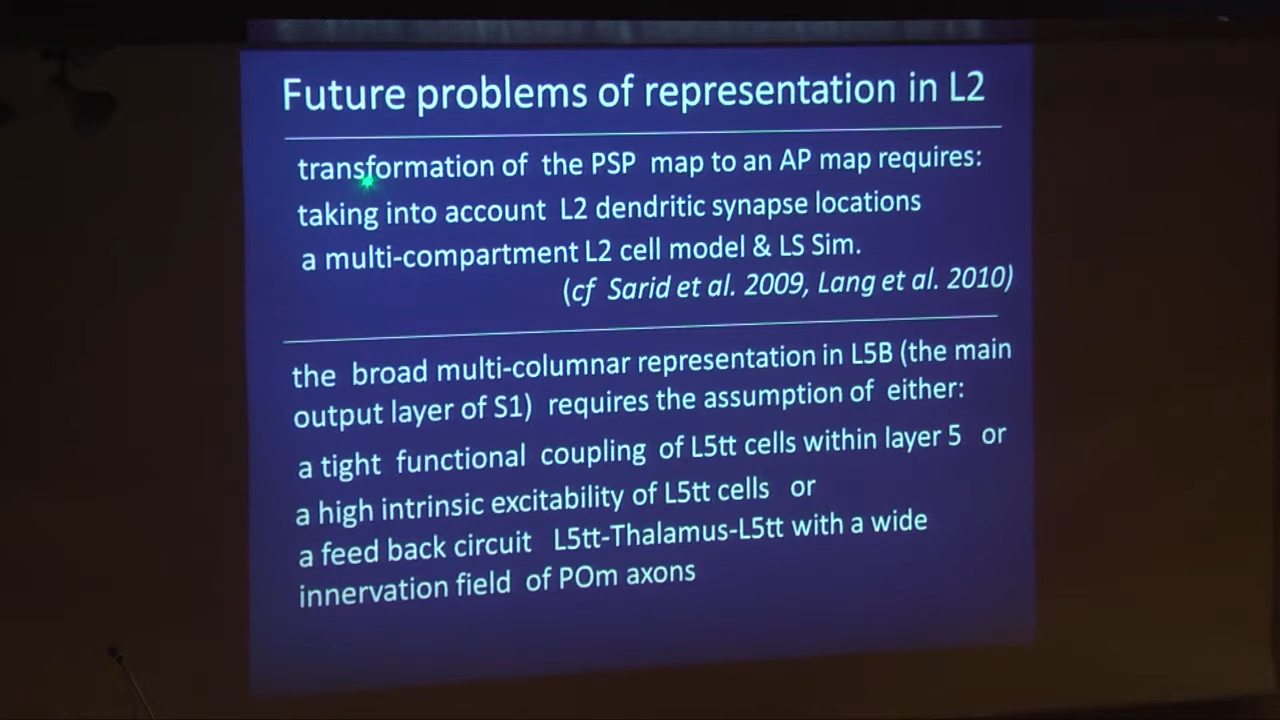 Future problems of representation in L2
transformation of the PSP map to an AP map requires:
taking into account L2 dendritic synapse locations
a multi-compartment L2 cell model & LS Sim.
(cf Sarid et al. 2009, Lang et al. 2010)
the broad multi-columnar representation in L5B (the main
output layer of S1) requires the assumption of either:
a tight functional coupling of L5tt cells within layer 5 or
a high intrinsic excitability of L5tt cells or
a feed back circuit L5tt-Thalamus-L5tt with a wide
innervation field of POm axons